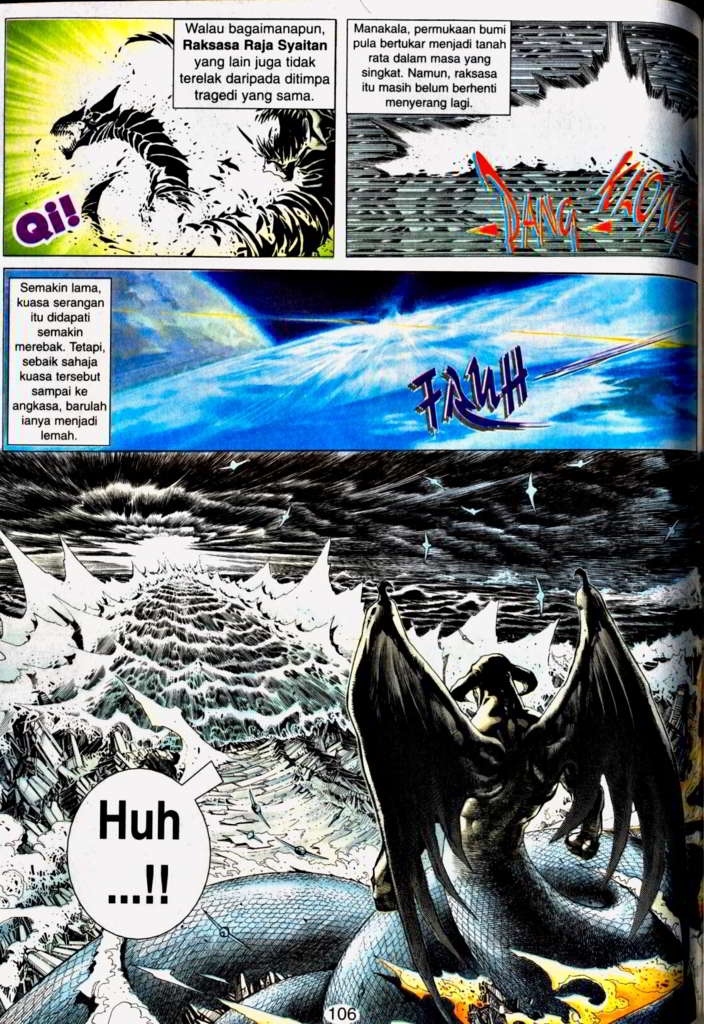 Walau bagaimanapun,
Raksasa Raja Syaitan
yang lain juga tidak
terelak daripada ditimpa
tragedi yang sama.
Qi!
Manakala, permukaan bumi
pula bertukar menjadi tanah
rata dalam masa yang
singkat. Namun, raksasa
itu masih belum berhenti
menyerang lagi.
DANG
KLONG
Semakin lama,
kuasa serangan
itu didapati
semakin
merebak. Tetapi,
sebaik sahaja
kuasa tersebut
sampai ke
angkasa, barulah
ianya menjadi
lemah.
Huh
...!!
106